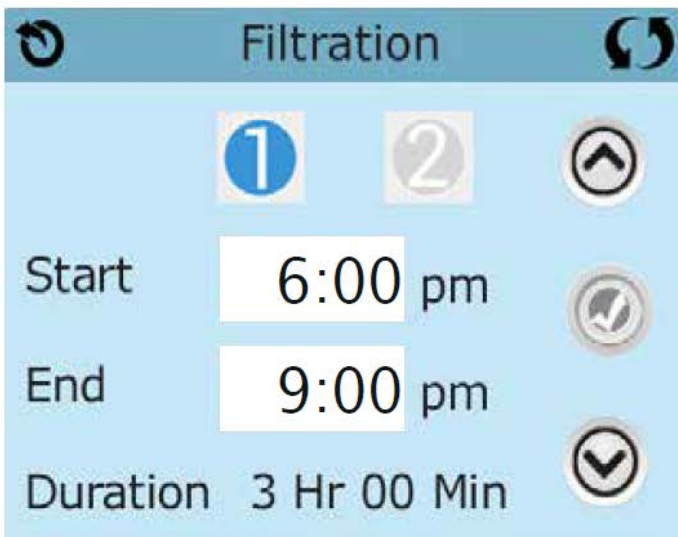 Filtration
1 2
Start 6:00 pm
End 9:00 pm
Duration 3 Hr 00 Min